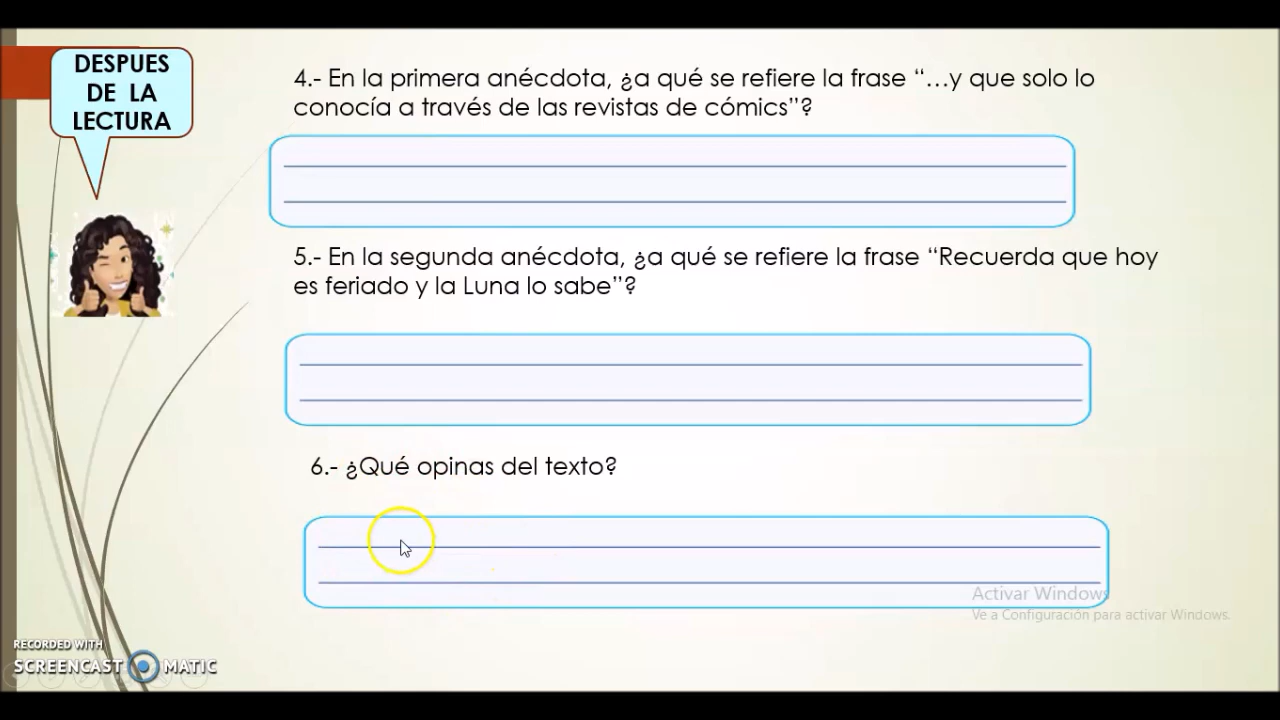 DESPUES
DE LA
LECTURA
4.- En la primera anécdota, ¿a qué se refiere la frase “…y que solo lo
conocía a través de las revistas de cómics”?
5.- En la segunda anécdota, ¿a qué se refiere la frase “Recuerda que hoy
es feriado y la Luna lo sabe”?
6.- ¿Qué opinas del texto?
Activar Windows
Ve a Configuración para activar Windows.
RECORDED WITH
SCREENCAST MATIC